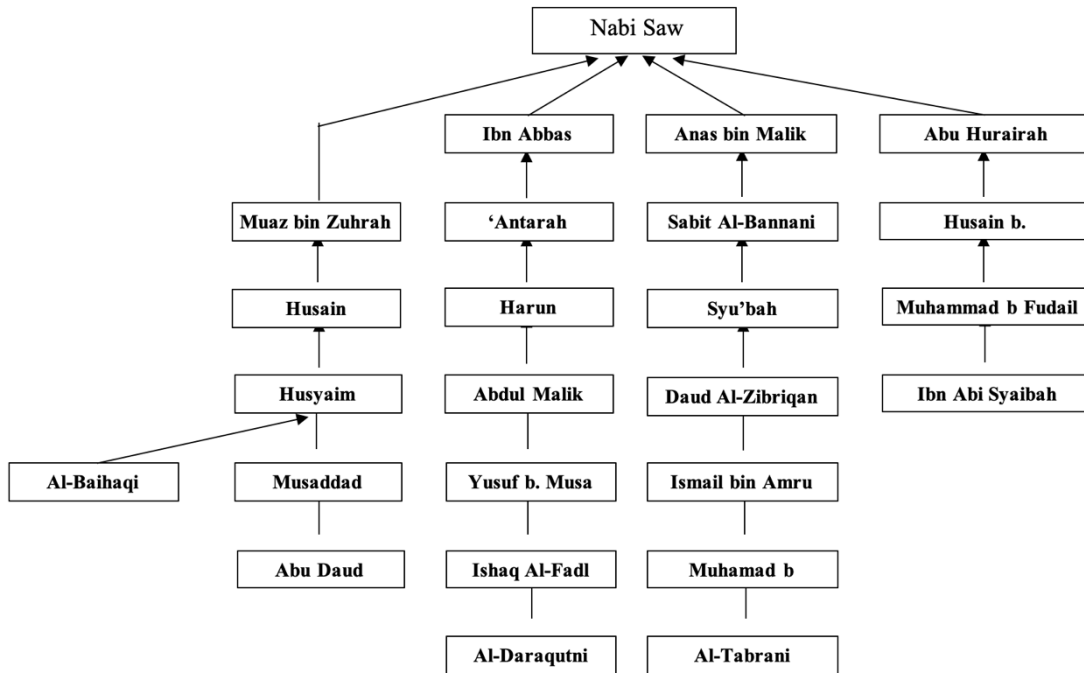 Nabi Saw
Ibn Abbas
Anas bin Malik
Abu Hurairah
Muaz bin Zuhrah
‘Antarah
Sabit Al-Bannani
Husain b.
Husain
Harun
Syu’bah
Muhammad b Fudail
Husyaim
Abdul Malik
Daud Al-Zibriqan
Ibn Abi Syaibah
Al-Baihaqi
Musaddad
Yusuf b. Musa
Ismail bin Amru
Abu Daud
Ishaq Al-Fadl
Muhamad b
Al-Daraqutni
Al-Tabrani